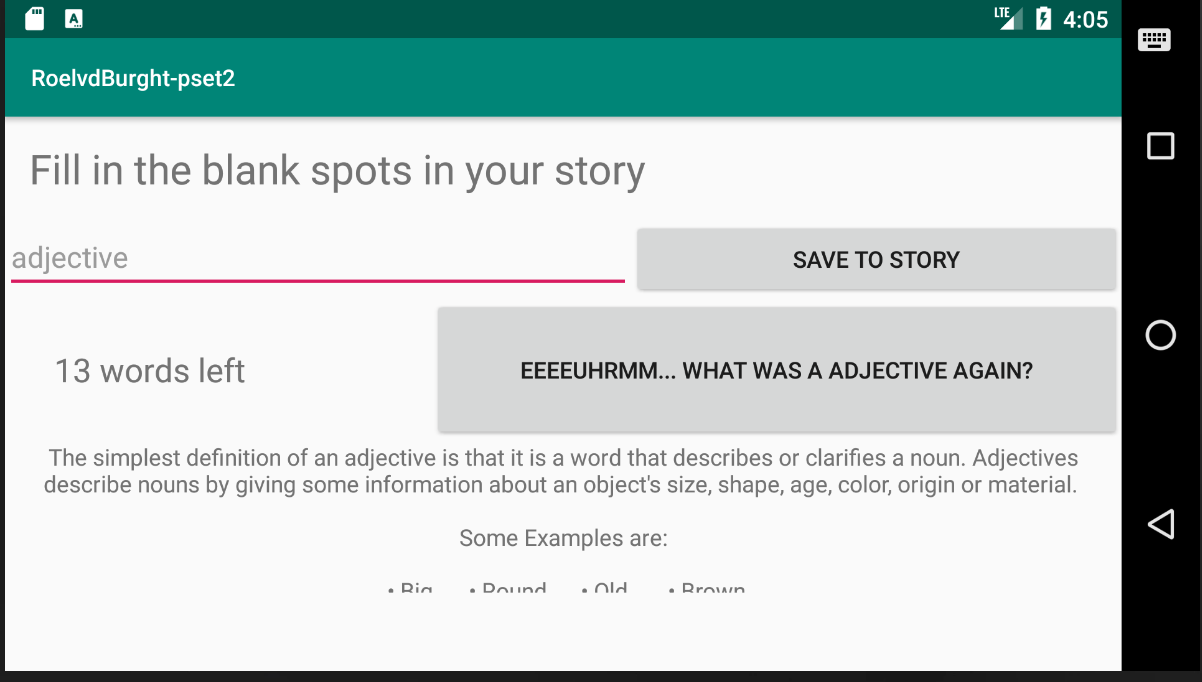 LTE 4:05
RoelvdBurght-pset2
Fill in the blank spots in your story
adjective
SAVE TO STORY
13 words left
EEEEUHRMM... WHAT WAS A ADJECTIVE AGAIN?
The simplest definition of an adjective is that it is a word that describes or clarifies a noun. Adjectives
describe nouns by giving some information about an object's size, shape, age, color, origin or material.
Some Examples are:
• Big • Round • Old • Brown